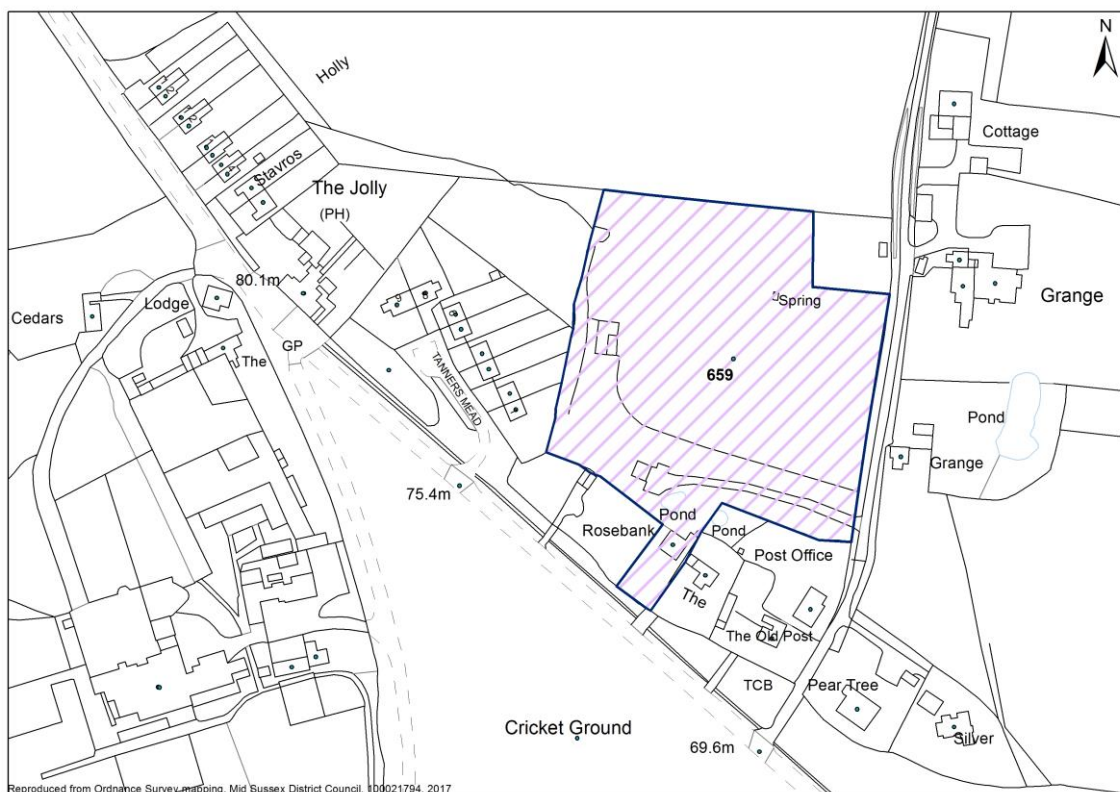 N
Holly
Cottage
Stavros
The Jolly
(PH)
80.1m
Lodge
Cedars
The
GP
Spring
Grange
659
TANNERS MEAD
Pond
Grange
75.4m
Rosebank
Pond
Pond
Post Office
The
The Old Post
TCB
Pear Tree
Silver
Cricket Ground
69.6m
Reproduced from Ordnance Survey mapping. Mid Sussex District Council. 100021794. 2017